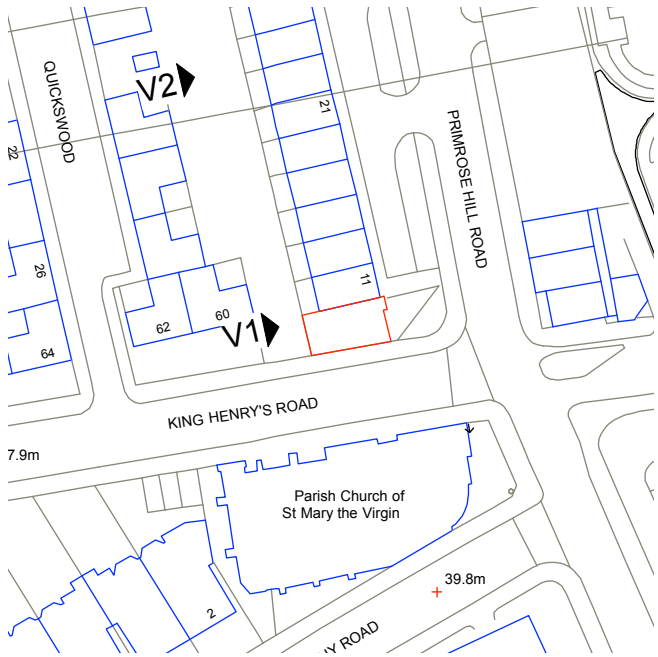 QUICKSWOOD
V2
21
PRIMROSE HILL ROAD
22
26
11
62
60
V1
64
KING HENRY'S ROAD
7.9m
Parish Church of
St Mary the Virgin
39.8m
2
HY ROAD